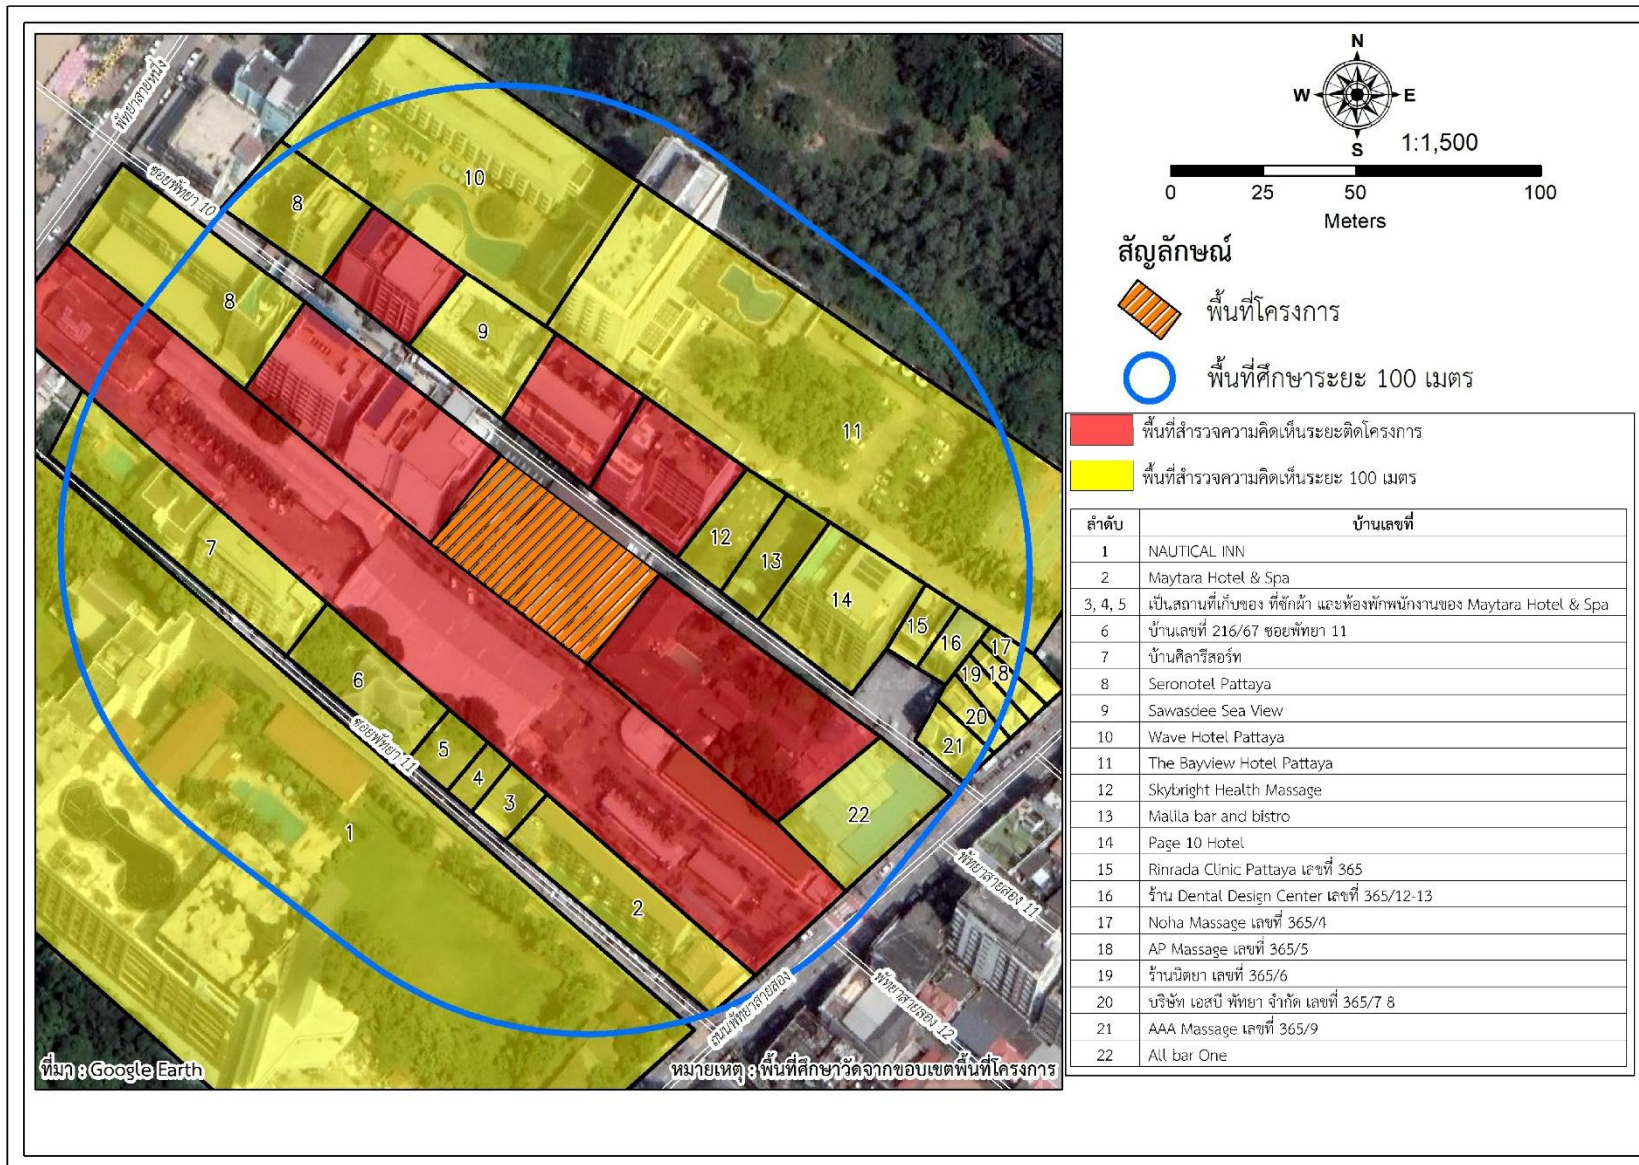 พัทยาสายหนึ่ง
ซอยพัทยา 10
10
8
8
9
11
7
12
13
14
15
16
17
19
18
20
21
6
5
4
3
22
ซอยพัทยา 11
1
2
พัทยาสายสอง 11
พัทยาสายสอง 12
ถนนพัทยาสายสอง
ที่มา : Google Earth
หมายเหตุ : พื้นที่ศึกษาวัดจากขอบเขตพื้นที่โครงการ
N
W E
S
1:1,500
0 25 50 100
Meters
สัญลักษณ์
พื้นที่โครงการ
พื้นที่ศึกษาระยะ 100 เมตร
พื้นที่สำรวจความคิดเห็นระยะติดโครงการ
พื้นที่สำรวจความคิดเห็นระยะ 100 เมตร
ลำดับ บ้านเลขที่
1 NAUTICAL INN
2 Maytara Hotel & Spa
3, 4, 5 เป็นสถานที่เก็บของ ที่ซักผ้า และห้องพักพนักงานของ Maytara Hotel & Spa
6 บ้านเลขที่ 216/67 ซอยพัทยา 11
7 บ้านศิลารีสอร์ท
8 Seronotel Pattaya
9 Sawasdee Sea View
10 Wave Hotel Pattaya
11 The Bayview Hotel Pattaya
12 Skybright Health Massage
13 Malila bar and bistro
14 Page 10 Hotel
15 Rinrada Clinic Pattaya เลขที่ 365
16 ร้าน Dental Design Center เลขที่ 365/12-13
17 Noha Massage เลขที่ 365/4
18 AP Massage เลขที่ 365/5
19 ร้านนิตยา เลขที่ 365/6
20 บริษัท เอสบี พัทยา จำกัด เลขที่ 365/7 8
21 AAA Massage เลขที่ 365/9
22 All bar One